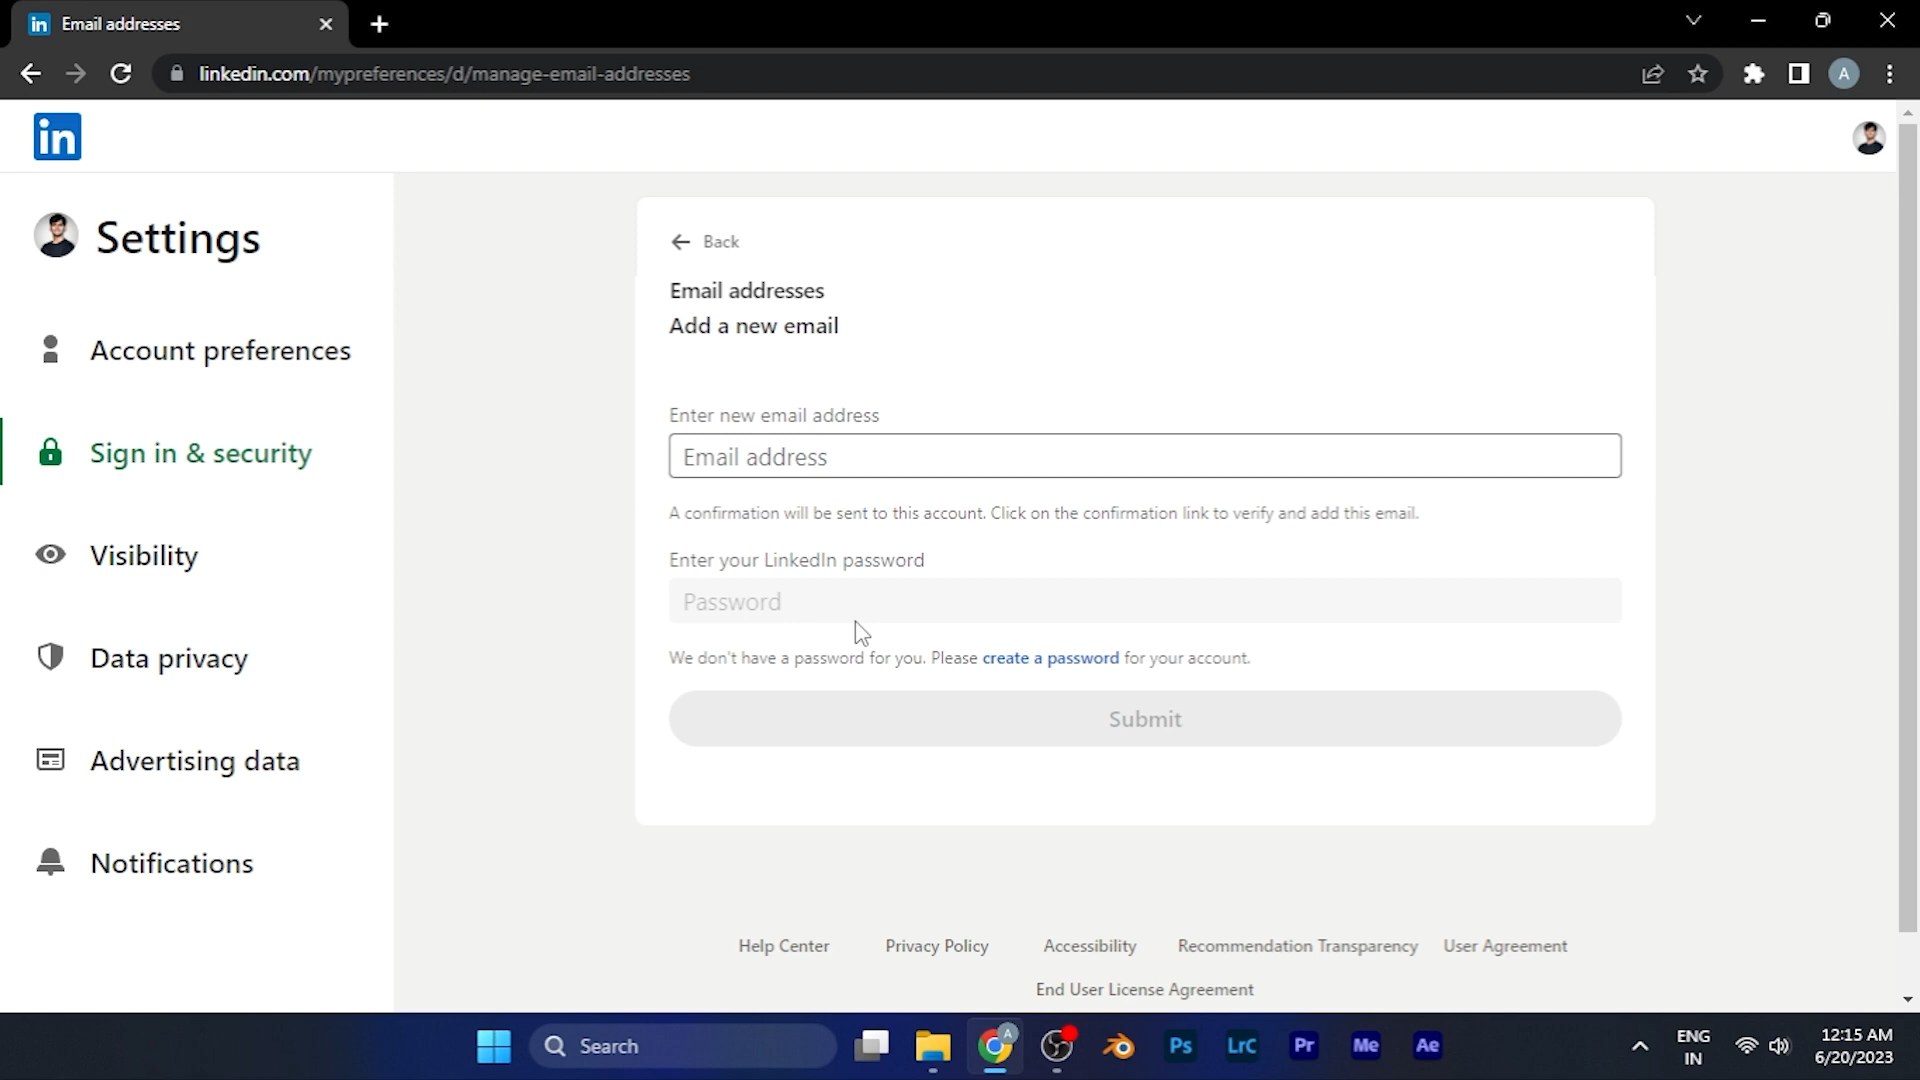 in Email addresses
linkedin.com/mypreferences/d/manage-email-addresses
A
in
Settings
Account preferences
Sign in & security
Visibility
Data privacy
Advertising data
Notifications
Back
Email addresses
Add a new email
Enter new email address
Email address
A confirmation will be sent to this account. Click on the confirmation link to verify and add this email.
Enter your LinkedIn password
Password
We don't have a password for you. Please create a password for your account.
Submit
Help Center Privacy Policy Accessibility Recommendation Transparency User Agreement
End User License Agreement
Search
A
Ps LrC Pr Me Ae
ENG
IN
12:15 AM
6/20/2023